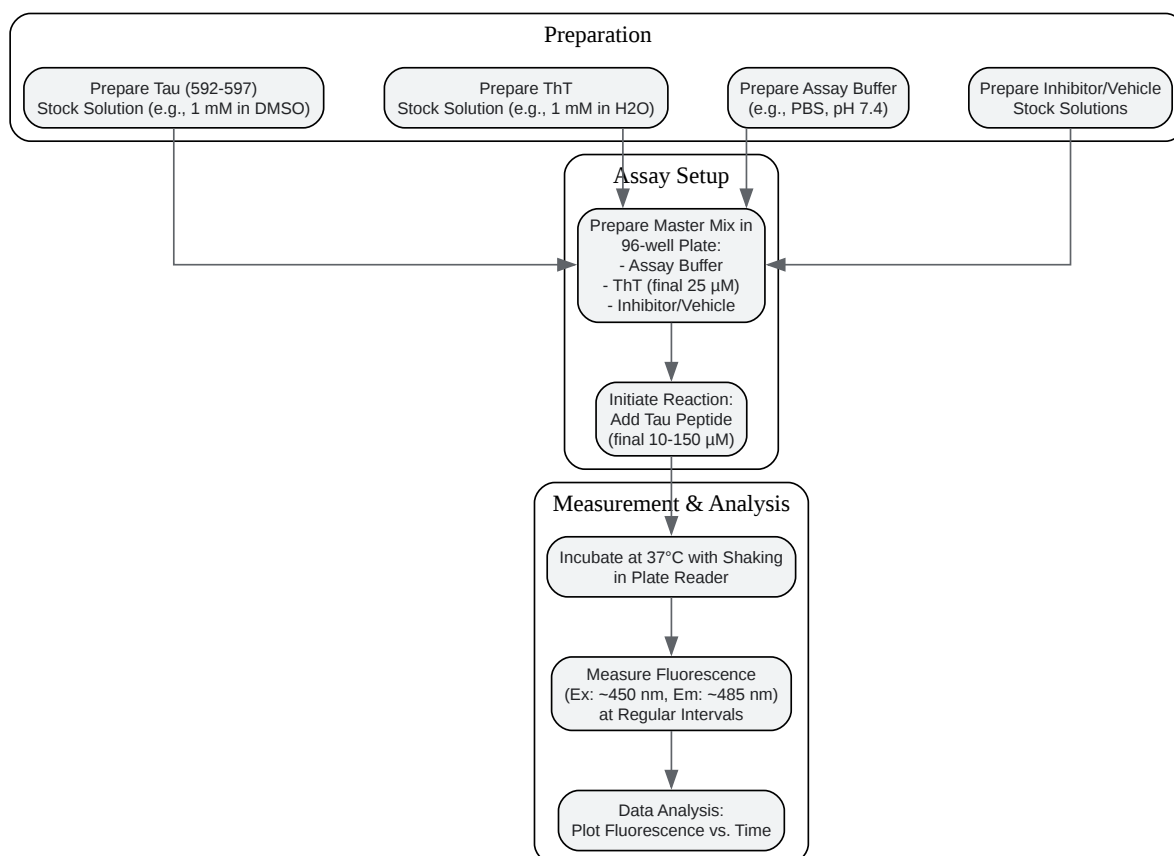 Preparation
Prepare Tau (592-597)
Stock Solution (e.g., 1 mM in DMSO)
Prepare ThT
Stock Solution (e.g., 1 mM in H2O)
Prepare Assay Buffer
(e.g., PBS, pH 7.4)
Prepare Inhibitor/Vehicle
Stock Solutions
Assay Setup
Prepare Master Mix in
96-well Plate:
- Assay Buffer
- ThT (final 25 µM)
- Inhibitor/Vehicle
Initiate Reaction:
Add Tau Peptide
(final 10-150 µM)
Measurement & Analysis
Incubate at 37°C with Shaking
in Plate Reader
Measure Fluorescence
(Ex: ~450 nm, Em: ~485 nm)
at Regular Intervals
Data Analysis:
Plot Fluorescence vs. Time